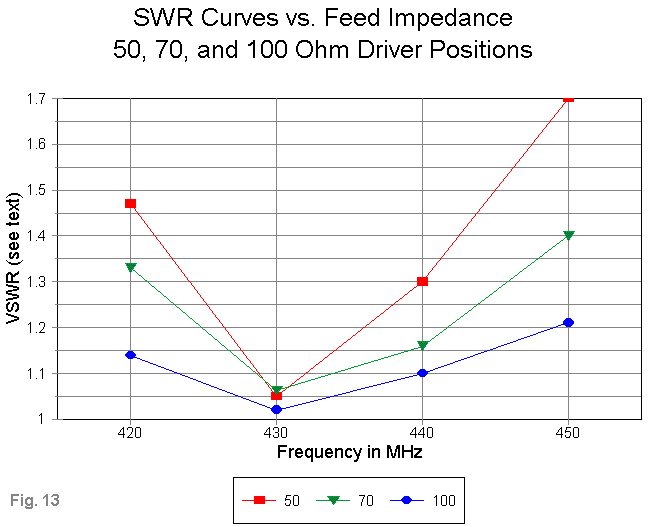 SWR Curves vs. Feed Impedance
50, 70, and 100 Ohm Driver Positions
1.7
1.6
1.5
1.4
1.3
1.2
1.1
1
VSWR (see text)
420 430 440 450
Frequency in MHz
50 70 100
Fig. 13